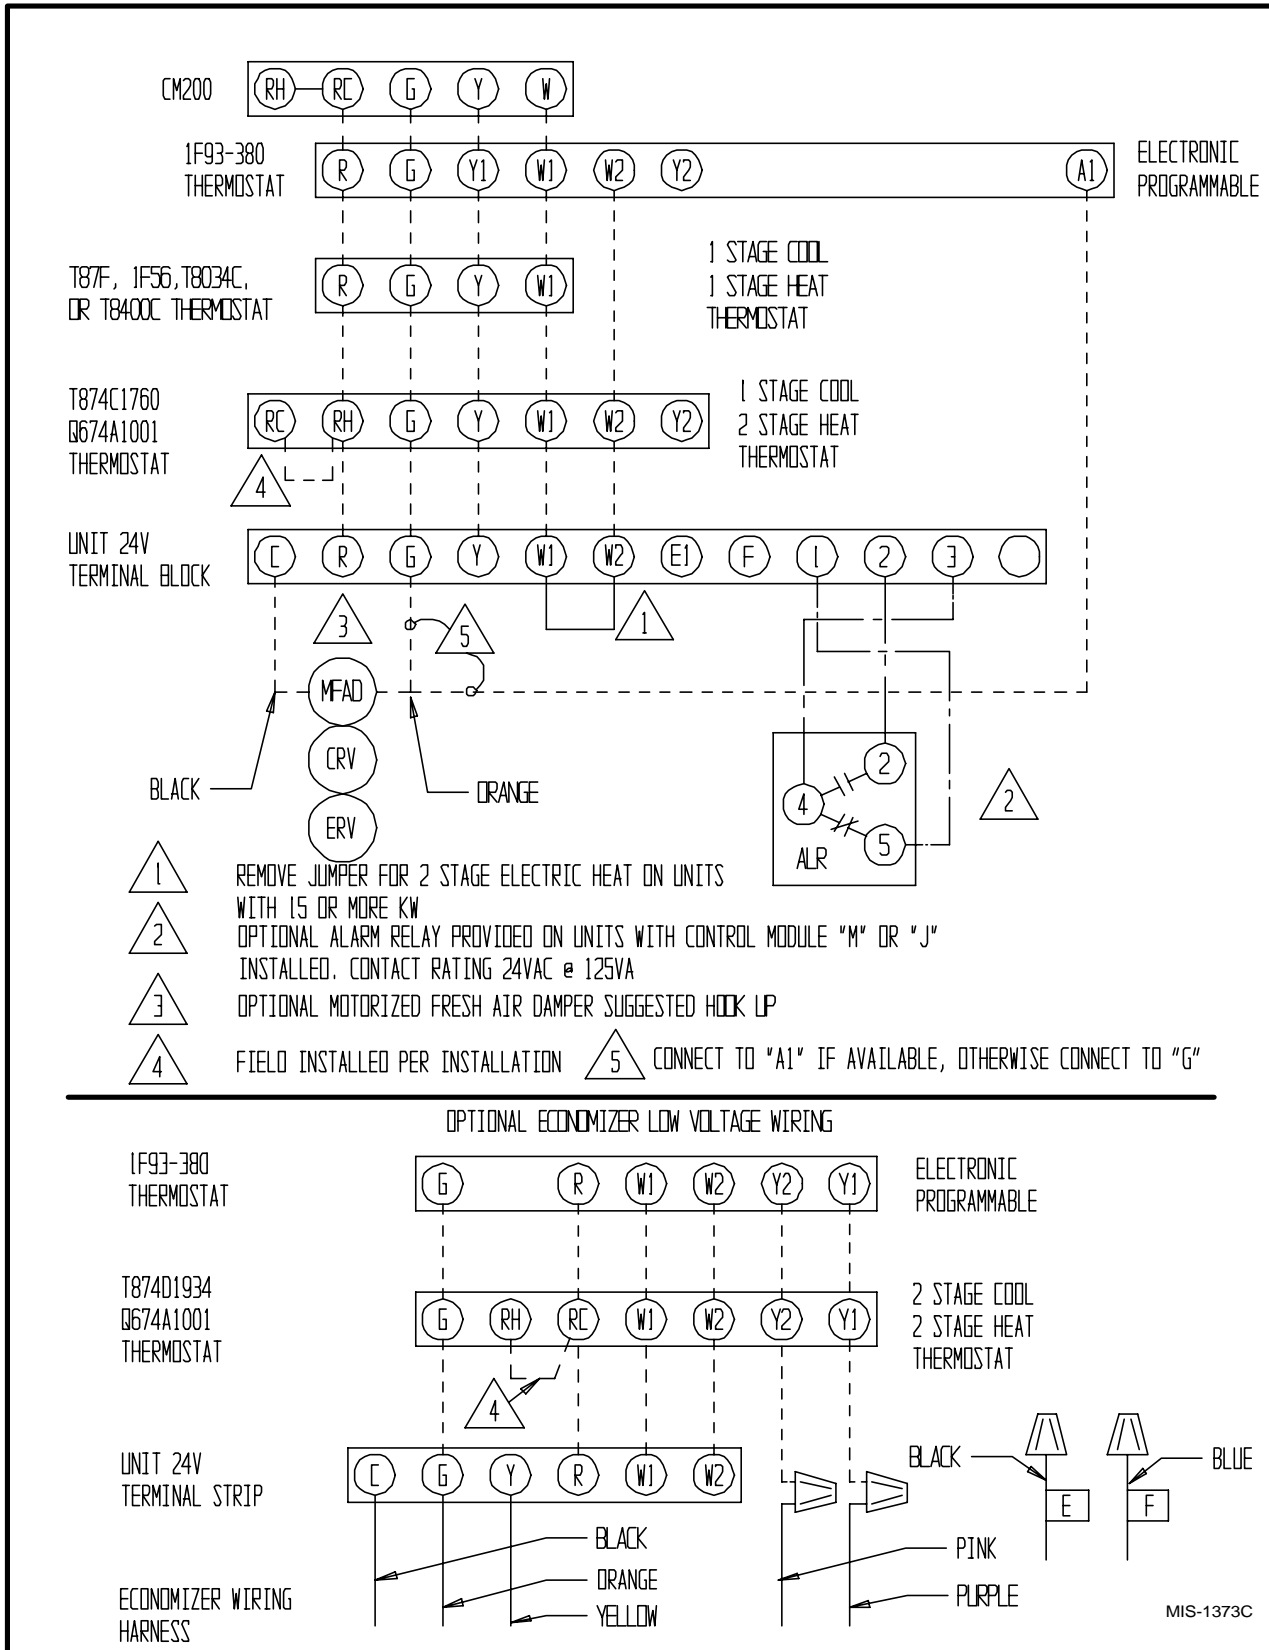 CM200 RH RC G Y W
1F93-380
THERMOSTAT
R G Y1 W1 W2 Y2 A1
ELECTRONIC
PROGRAMMABLE
T87F, 1F56,T8034C,
OR T8400C THERMOSTAT
R G Y W1
1 STAGE COOL
1 STAGE HEAT
THERMOSTAT
T874C1760
Q674A1001
THERMOSTAT
RC RH G Y W1 W2 Y2
1 STAGE COOL
2 STAGE HEAT
THERMOSTAT
4
UNIT 24V
TERMINAL BLOCK
C R G Y W1 W2 E1 F 1 2 3
3 5 1
MFAD
CRV
ERV
BLACK
ORANGE
2
4
5
ALR
2
1 REMOVE JUMPER FOR 2 STAGE ELECTRIC HEAT ON UNITS
WITH 15 OR MORE KW
2 OPTIONAL ALARM RELAY PROVIDED ON UNITS WITH CONTROL MODULE "M" OR "J"
INSTALLED. CONTACT RATING 24VAC @ 125VA
3 OPTIONAL MOTORIZED FRESH AIR DAMPER SUGGESTED HOOK UP
4 FIELD INSTALLED PER INSTALLATION
5 CONNECT TO "A1" IF AVAILABLE, OTHERWISE CONNECT TO "G"
OPTIONAL ECONOMIZER LOW VOLTAGE WIRING
1F93-380
THERMOSTAT
G R W1 W2 Y2 Y1
ELECTRONIC
PROGRAMMABLE
T874D1934
Q674A1001
THERMOSTAT
G RH RC W1 W2 Y2 Y1
2 STAGE COOL
2 STAGE HEAT
THERMOSTAT
4
UNIT 24V
TERMINAL STRIP
C G Y R W1 W2
BLACK
BLUE
E
F
BLACK
ORANGE
YELLOW
PINK
PURPLE
ECONOMIZER WIRING
HARNESS
MIS-1373C